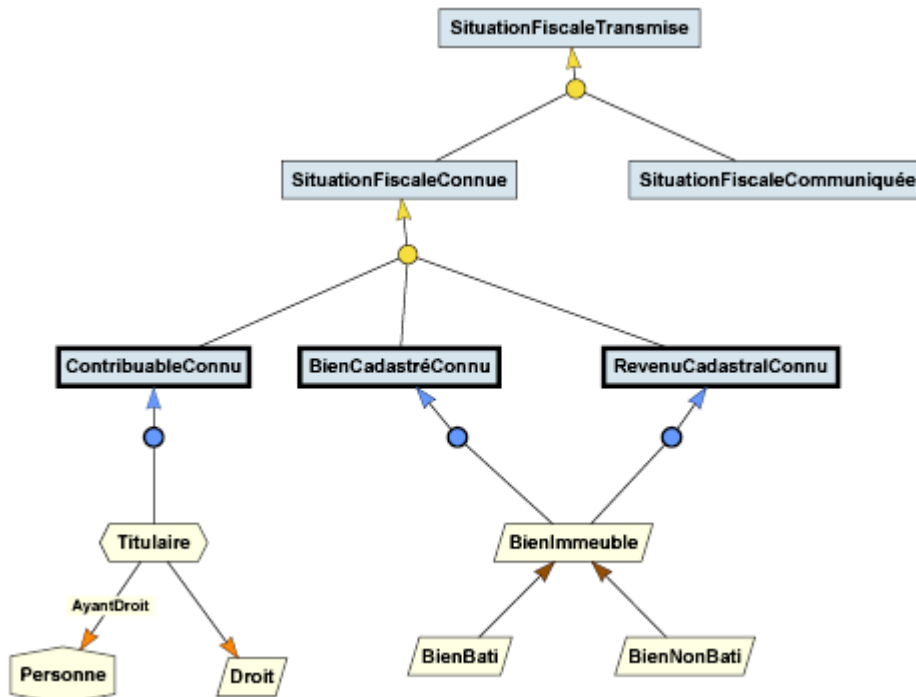 SituationFiscaleTransmise
SituationFiscaleConnue
SituationFiscaleCommuniquée
ContribuableConnu
BienCadastréConnu
RevenuCadastralConnu
Titulaire
BienImmeuble
AyantDroit
Personne
Droit
BienBati
BienNonBati